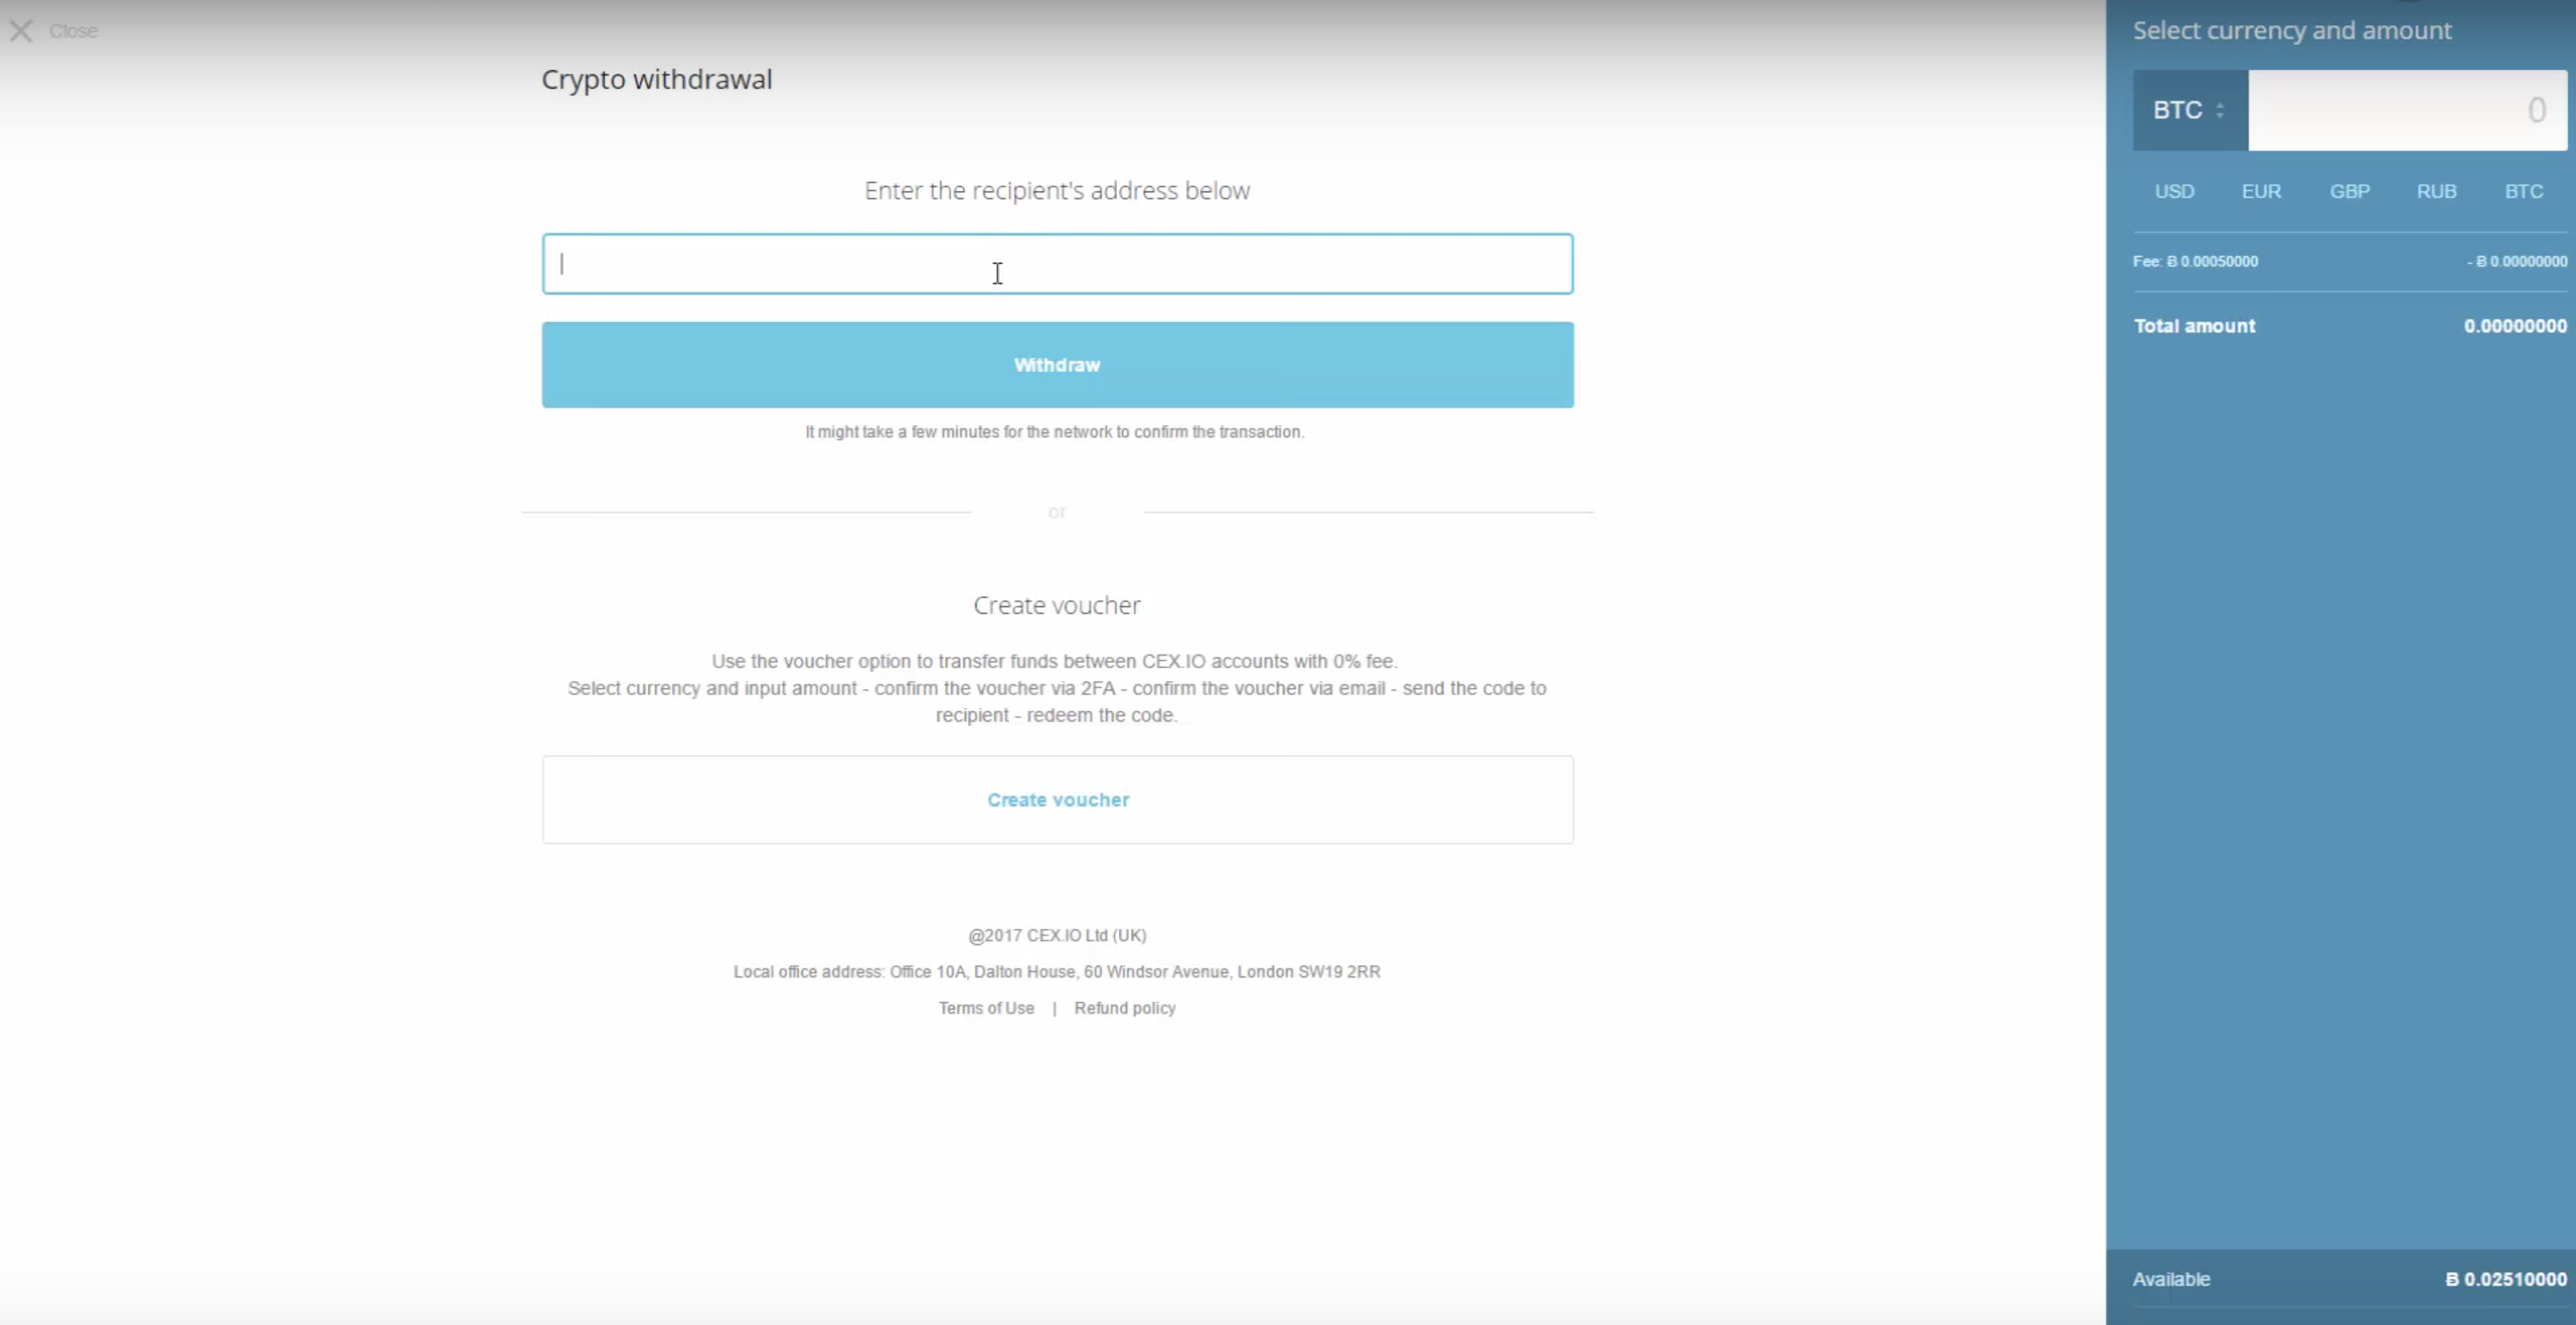 Close
Crypto withdrawal
Enter the recipient's address below
Withdraw
It might take a few minutes for the network to confirm the transaction.
or
Create voucher
Use the voucher option to transfer funds between CEX.IO accounts with 0% fee.
Select currency and input amount - confirm the voucher via 2FA - confirm the voucher via email - send the code to
recipient - redeem the code.
Create voucher
@2017 CEX.IO Ltd (UK)
Local office address: Office 10A, Dalton House, 60 Windsor Avenue, London SW19 2RR
Terms of Use | Refund policy
Select currency and amount
BTC 0
USD EUR GBP RUB BTC
Fee: Ƀ 0.00050000 - Ƀ 0.00000000
Total amount 0.00000000
Available Ƀ 0.02510000